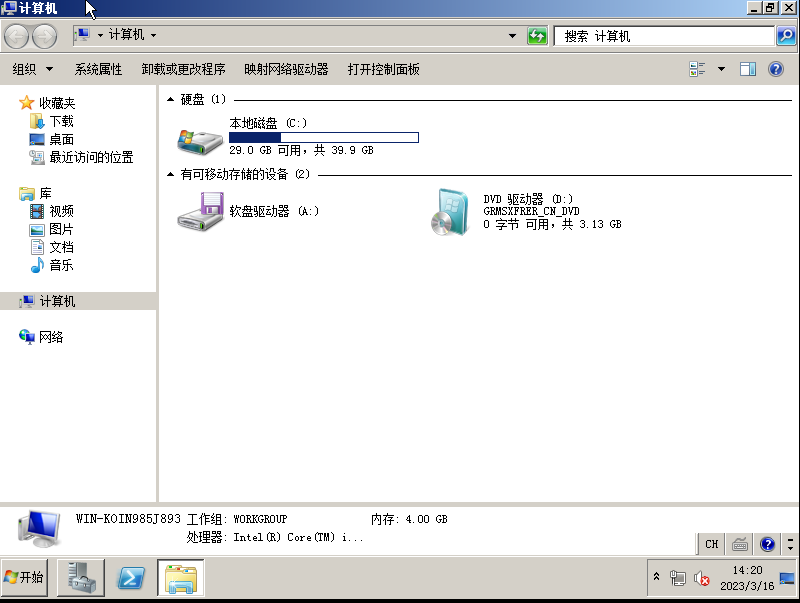 计算机
计算机
搜索 计算机
组织 系统属性 卸载或更改程序 映射网络驱动器 打开控制面板
收藏夹
下载
桌面
最近访问的位置
库
视频
图片
文档
音乐
计算机
网络
硬盘 (1)
本地磁盘 (C:)
29.0 GB 可用，共 39.9 GB
有可移动存储的设备 (2)
软盘驱动器 (A:)
DVD 驱动器 (D:)
GRMSXFRER_CN_DVD
0 字节 可用，共 3.13 GB
WIN-KOIN985J893 工作组: WORKGROUP 内存: 4.00 GB
处理器: Intel(R) Core(TM) i...
CH
开始
14:20
2023/3/16